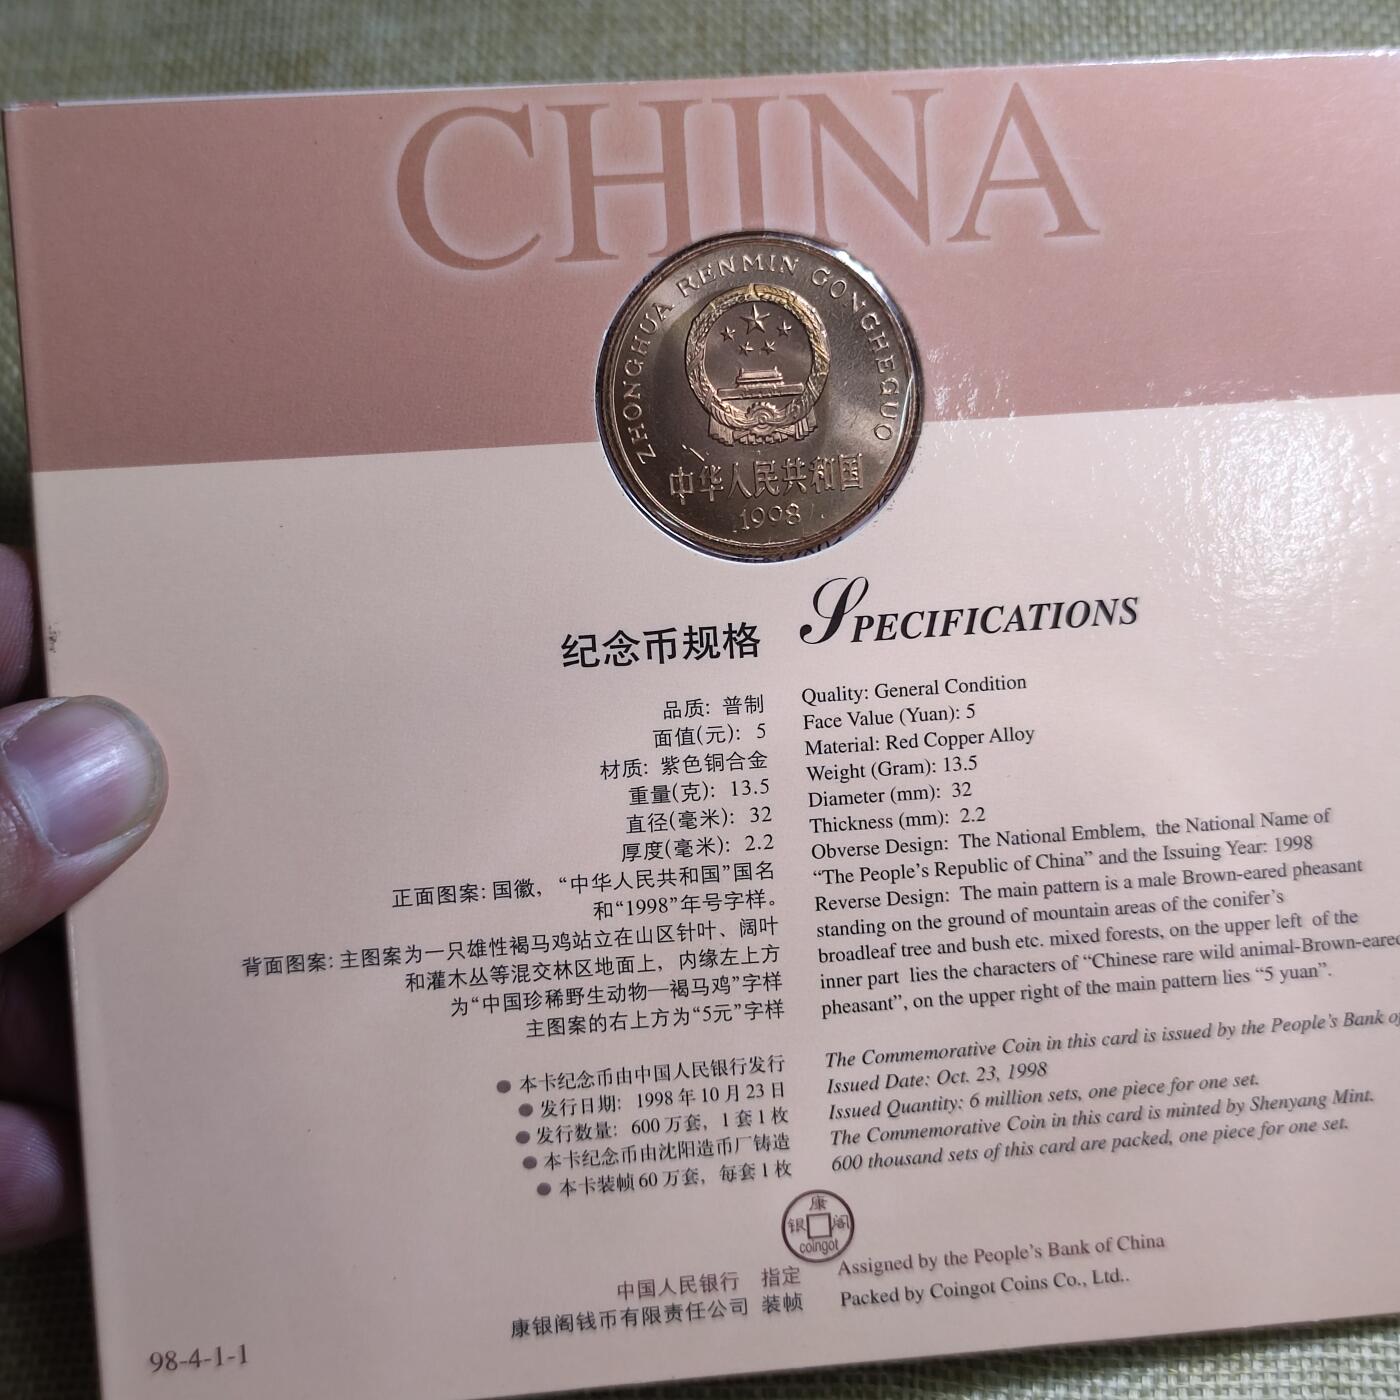 CHINA
ZHONGHUA RENMIN GONGHEGUO
中华人民共和国
1998
纪念币规格
SPECIFICATIONS
品质: 普制
面值(元): 5
材质: 紫色铜合金
重量(克): 13.5
直径(毫米): 32
厚度(毫米): 2.2
正面图案: 国徽，“中华人民共和国”国名
和“1998”年号字样。
背面图案: 主图案为一只雄性褐马鸡站立在山区针叶、阔叶
和灌木丛等混交林区地面上，内缘左上方
为“中国珍稀野生动物—褐马鸡”字样
主图案的右上方为“5元”字样
● 本卡纪念币由中国人民银行发行
● 发行日期: 1998 年 10 月 23 日
● 发行数量: 600 万套，1 套 1 枚
● 本卡纪念币由沈阳造币厂铸造
● 本卡装帧 60 万套，每套 1 枚
Quality: General Condition
Face Value (Yuan): 5
Material: Red Copper Alloy
Weight (Gram): 13.5
Diameter (mm): 32
Thickness (mm): 2.2
Obverse Design: The National Emblem, the National Name of
“The People’s Republic of China” and the Issuing Year: 1998
Reverse Design: The main pattern is a male Brown-eared pheasant
standing on the ground of mountain areas of the conifer’s
broadleaf tree and bush etc. mixed forests, on the upper left of the
inner part lies the characters of “Chinese rare wild animal-Brown-eared
pheasant”, on the upper right of the main pattern lies “5 yuan”.
The Commemorative Coin in this card is issued by the People’s Bank of
Issued Date: Oct. 23, 1998
Issued Quantity: 6 million sets, one piece for one set.
The Commemorative Coin in this card is minted by Shenyang Mint.
600 thousand sets of this card are packed, one piece for one set.
康
银 阁
coingot
中国人民银行 指定
康银阁钱币有限责任公司 装帧
Assigned by the People’s Bank of China
Packed by Coingot Coins Co., Ltd..
98-4-1-1